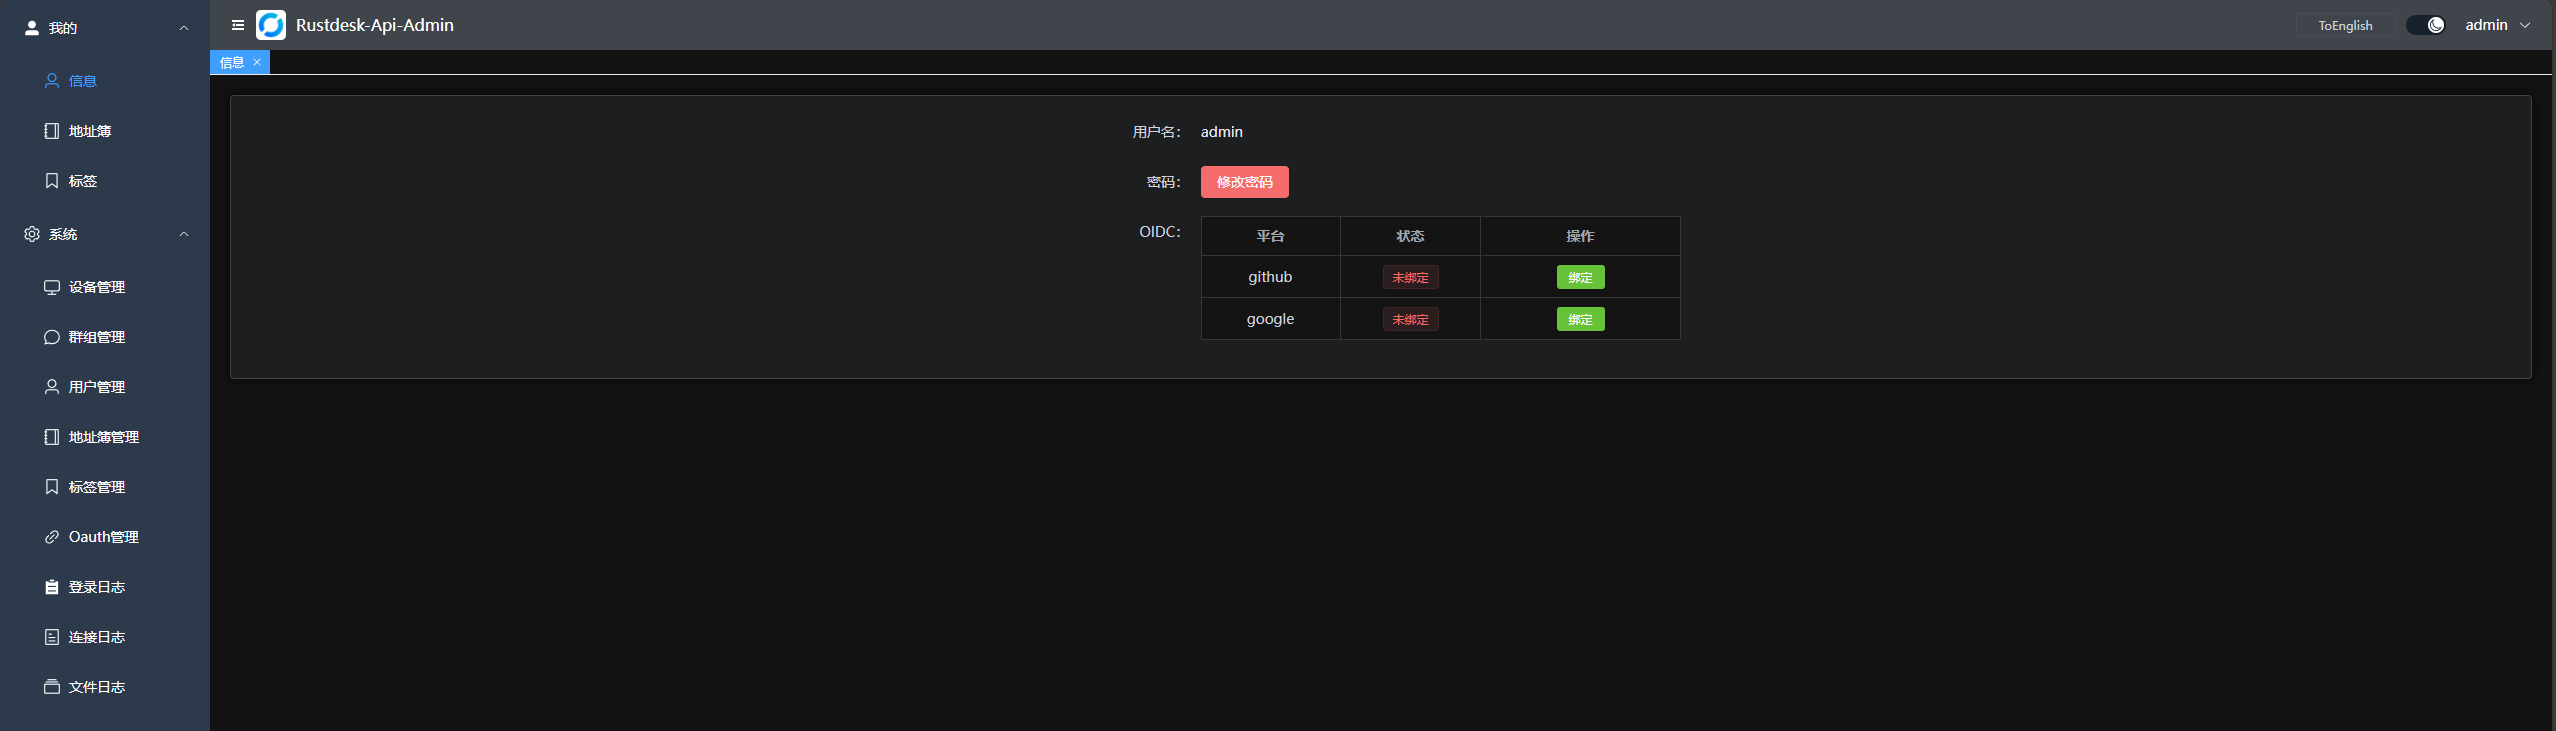 我的
信息
地址簿
标签
系统
设备管理
群组管理
用户管理
地址簿管理
标签管理
Oauth管理
登录日志
连接日志
文件日志
Rustdesk-Api-Admin
ToEnglish
admin
信息
用户名：
admin
密码：
修改密码
OIDC：
平台 状态 操作
github 未绑定 绑定
google 未绑定 绑定